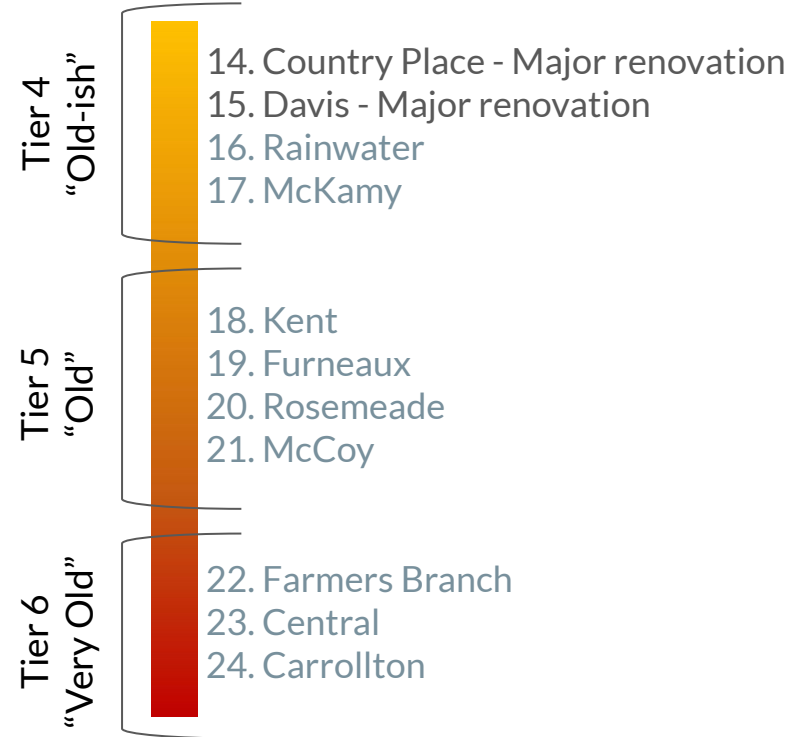 Tier 4
“Old-ish”
14. Country Place - Major renovation
15. Davis - Major renovation
16. Rainwater
17. McKamy
Tier 5
“Old”
18. Kent
19. Furneaux
20. Rosemeade
21. McCoy
Tier 6
“Very Old”
22. Farmers Branch
23. Central
24. Carrollton